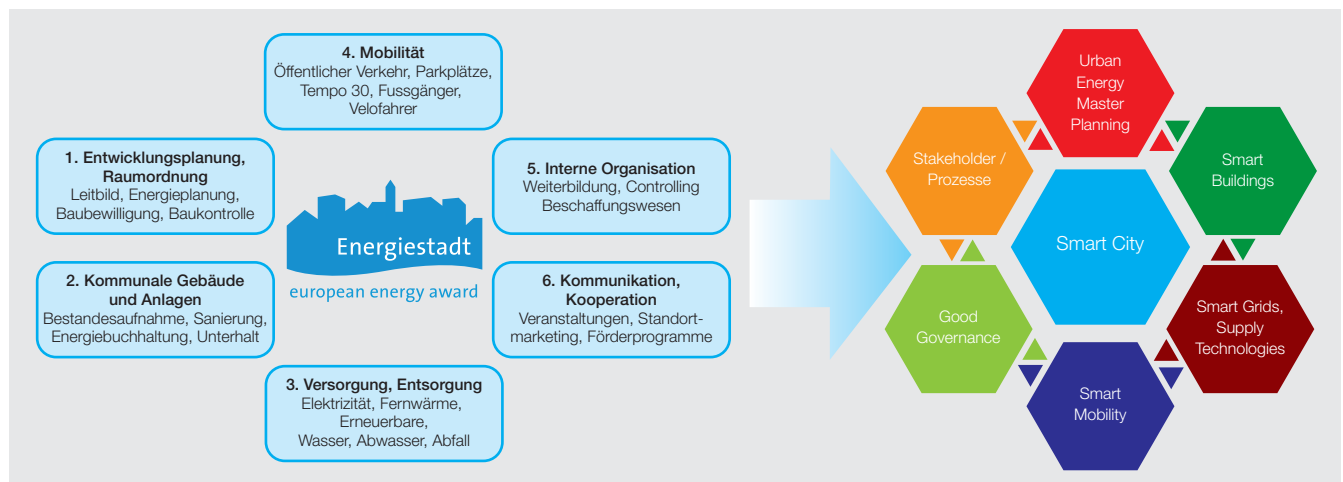 4. Mobilität
Öffentlicher Verkehr, Parkplätze,
Tempo 30, Fussgänger,
Velofahrer
1. Entwicklungsplanung,
Raumordnung
Leitbild, Energieplanung,
Baubewilligung, Baukontrolle
5. Interne Organisation
Weiterbildung, Controlling
Beschaffungswesen
Energiestadt
european energy award
2. Kommunale Gebäude
und Anlagen
Bestandesaufnahme, Sanierung,
Energiebuchhaltung, Unterhalt
6. Kommunikation,
Kooperation
Veranstaltungen, Standort-
marketing, Förderprogramme
3. Versorgung, Entsorgung
Elektrizität, Fernwärme,
Erneuerbare,
Wasser, Abwasser, Abfall
Urban
Energy
Master
Planning
Stakeholder /
Prozesse
Smart
Buildings
Smart City
Good
Governance
Smart Grids,
Supply
Technologies
Smart
Mobility